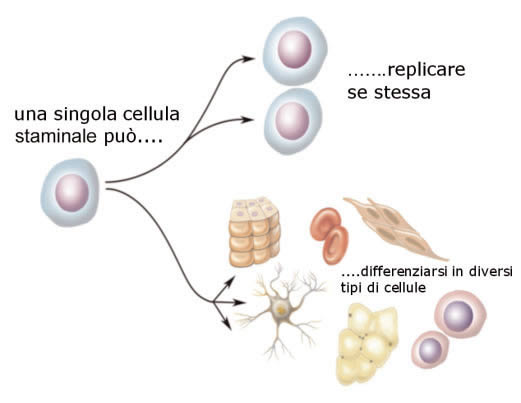 una singola cellula
staminale può....
.......replicare
se stessa
....differenziarsi in diversi
tipi di cellule